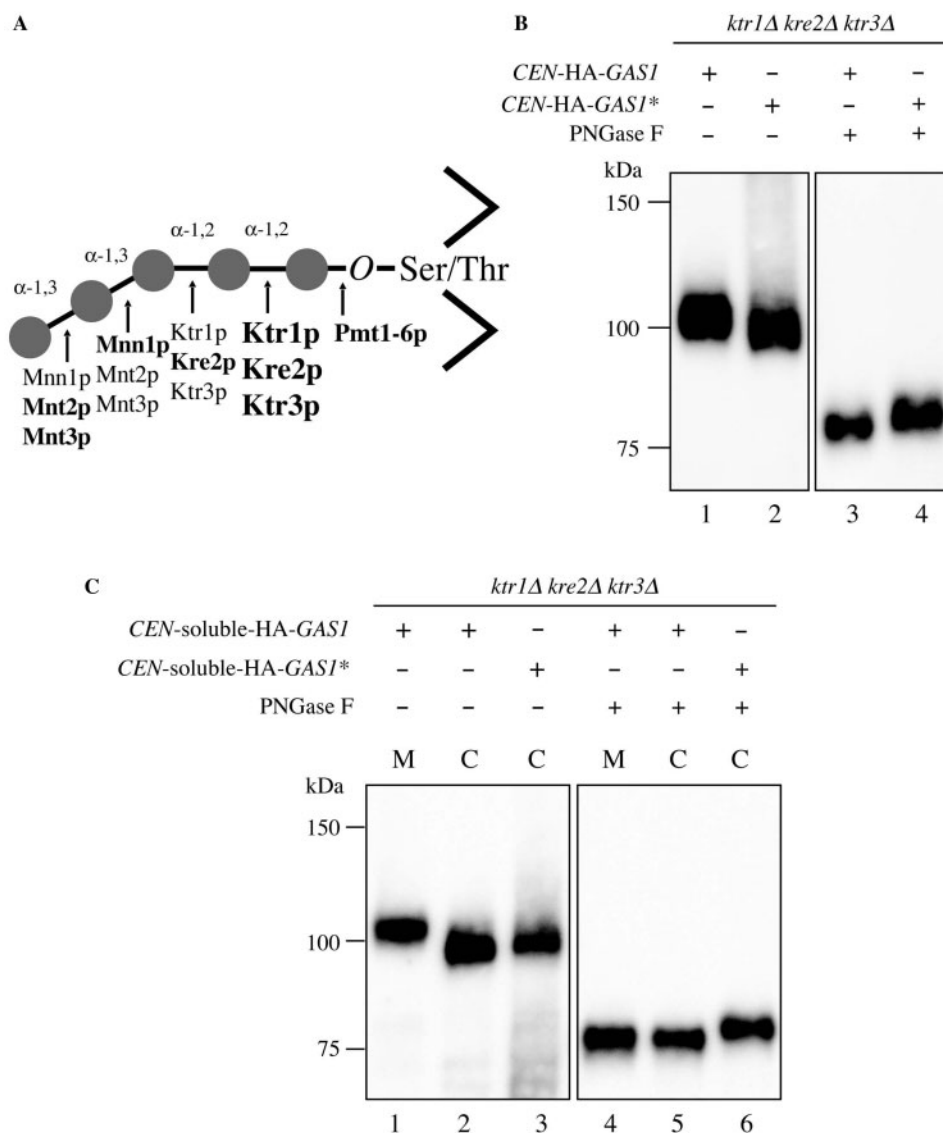 A
α-1,3
α-1,3
α-1,2
α-1,2
O
Ser/Thr
Mnn1p
Mnt2p
Mnt3p
Mnn1p
Mnt2p
Mnt3p
Ktr1p
Kre2p
Ktr3p
Ktr1p
Kre2p
Ktr3p
Pmt1-6p
B
ktr1Δ kre2Δ ktr3Δ
CEN-HA-GAS1 + – + –
CEN-HA-GAS1* – + – +
PNGase F – – + +
kDa
150
100
75
1 2 3 4
C
ktr1Δ kre2Δ ktr3Δ
CEN-soluble-HA-GAS1 + + – + + –
CEN-soluble-HA-GAS1* – – + – – +
PNGase F – – – + + +
M C C M C C
kDa
150
100
75
1 2 3 4 5 6